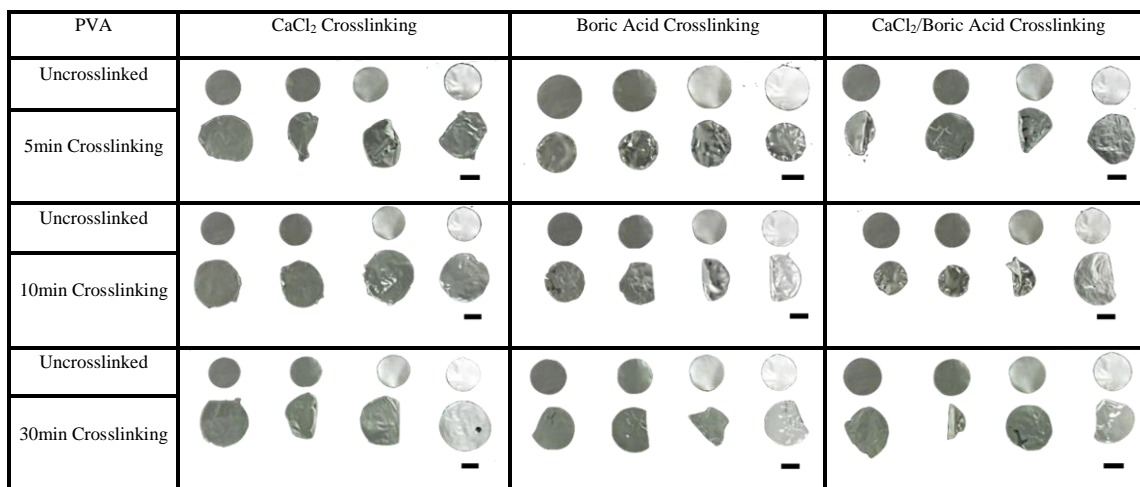 PVA CaCl₂ Crosslinking Boric Acid Crosslinking CaCl₂/Boric Acid Crosslinking
Uncrosslinked
5min Crosslinking
Uncrosslinked
10min Crosslinking
Uncrosslinked
30min Crosslinking